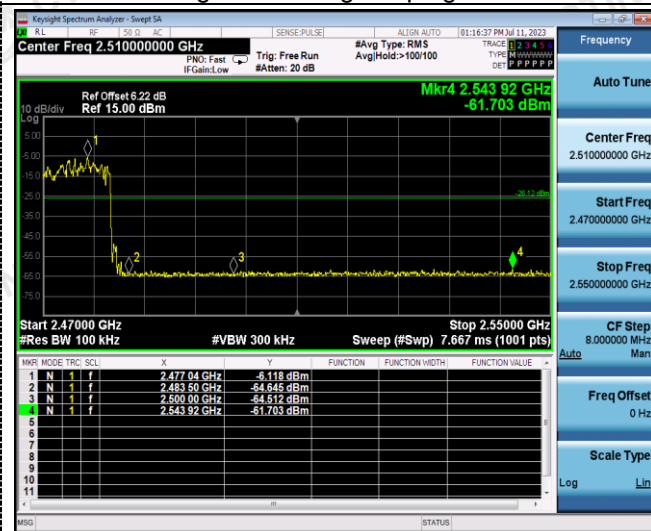 Keysight Spectrum Analyzer - Swept SA
RL RF 50 Ω AC SENSE:PULSE ALIGN AUTO 01:16:37 PM Jul 11, 2023
Center Freq 2.510000000 GHz
PNO: Fast
IFGain:Low
Trig: Free Run
#Atten: 20 dB
#Avg Type: RMS
Avg|Hold:>100/100
TRACE 1 2 3 4 5 6
TYPE M
DET P P P P P P
Mkr4 2.543 92 GHz
-61.703 dBm
Ref Offset 6.22 dB
10 dB/div Ref 15.00 dBm
Log
5.00
-5.00
-15.0
-25.0
-35.0
-45.0
-55.0
-65.0
-75.0
1
2
3
4
-26.12 dBm
Start 2.47000 GHz Stop 2.55000 GHz
#Res BW 100 kHz #VBW 300 kHz Sweep (#Swp) 7.667 ms (1001 pts)
MKR MODE TRC SCL X Y FUNCTION FUNCTION WIDTH FUNCTION VALUE
1 N 1 f 2.477 04 GHz -6.118 dBm
2 N 1 f 2.483 50 GHz -64.645 dBm
3 N 1 f 2.500 00 GHz -64.512 dBm
4 N 1 f 2.543 92 GHz -61.703 dBm
5
6
7
8
9
10
11
MSG STATUS
Frequency
Auto Tune
Center Freq
2.510000000 GHz
Start Freq
2.470000000 GHz
Stop Freq
2.550000000 GHz
CF Step
8.000000 MHz
Auto Man
Freq Offset
0 Hz
Scale Type
Log Lin